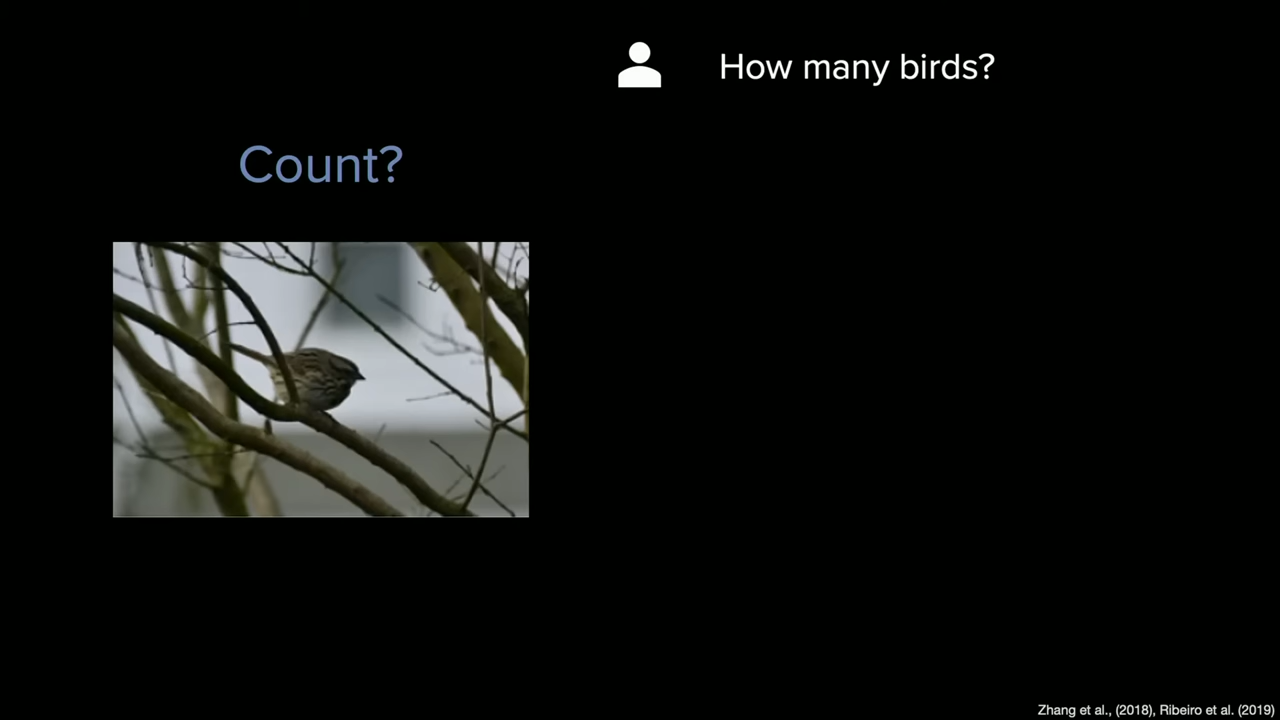 How many birds?
Count?
Zhang et al., (2018), Ribeiro et al. (2019)